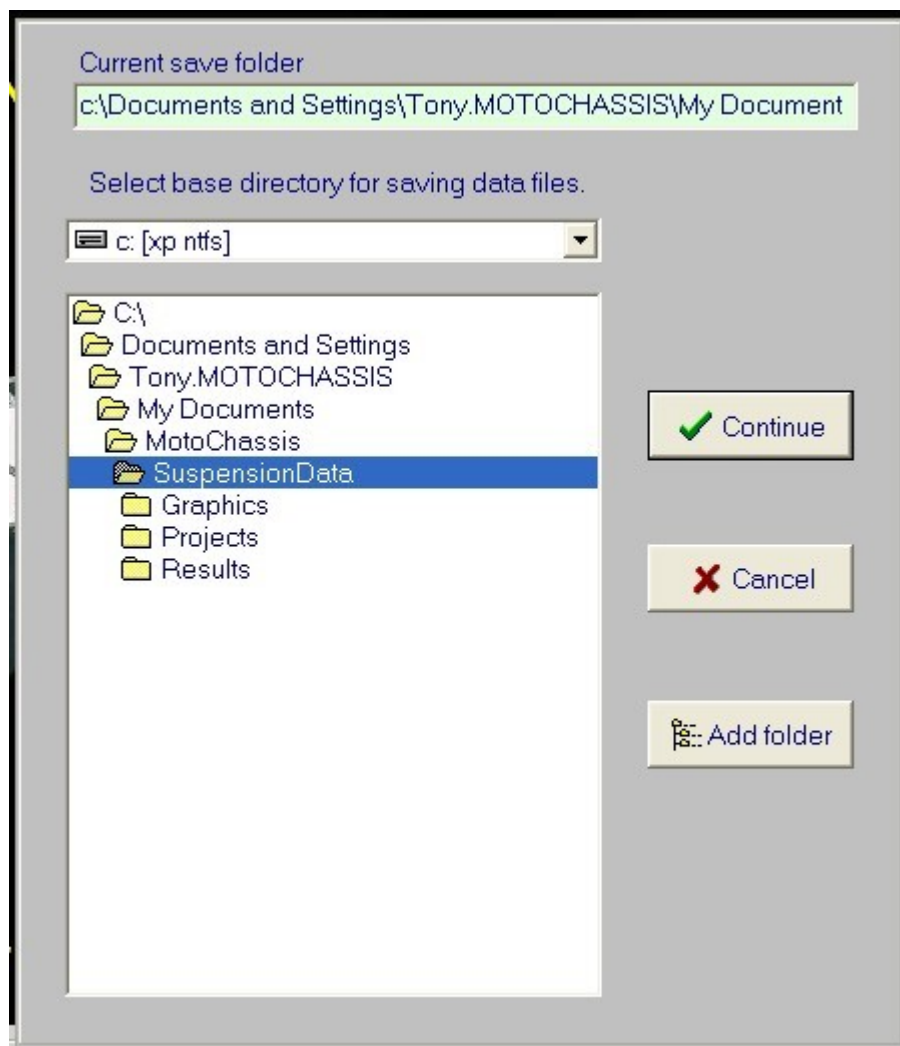 Current save folder
c:\Documents and Settings\Tony.MOTOCHASSIS\My Document
Select base directory for saving data files.
c: [xp ntfs]
C:\
Documents and Settings
Tony.MOTOCHASSIS
My Documents
MotoChassis
SuspensionData
Graphics
Projects
Results
Continue
Cancel
Add folder